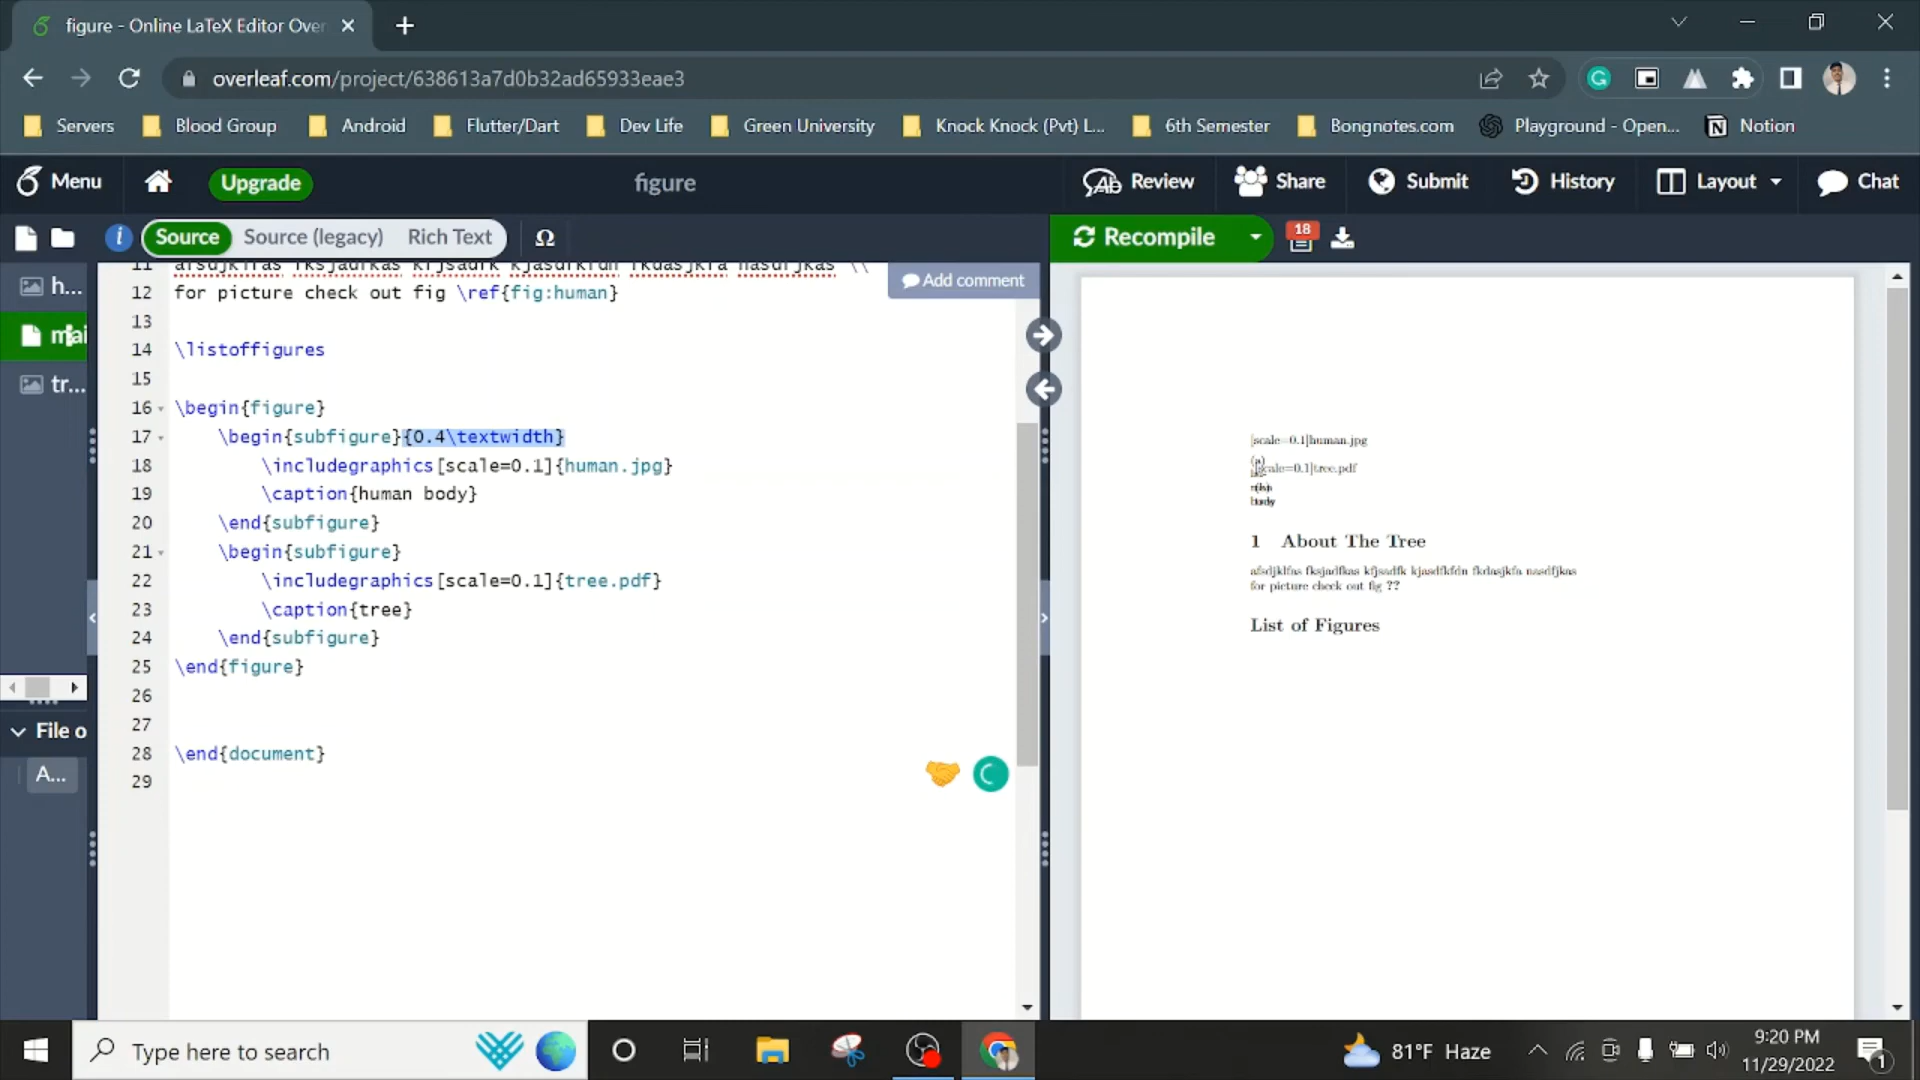 figure - Online LaTeX Editor Over
overleaf.com/project/638613a7d0b32ad65933eae3
Servers
Blood Group
Android
Flutter/Dart
Dev Life
Green University
Knock Knock (Pvt) L...
6th Semester
Bongnotes.com
Playground - Open...
Notion
Menu
Upgrade
figure
Review
Share
Submit
History
Layout
Chat
Source
Source (legacy)
Rich Text
Ω
Recompile
18
h...
mai
tr...
File o
A...
Add comment
11 afsdjklfas fksjadfkas kfjsadfk kjasdfkfdn fkdasjkfa nasdfjkas \\
12 for picture check out fig \ref{fig:human}
13
14 \listoffigures
15
16 \begin{figure}
17 \begin{subfigure}{0.4\textwidth}
18 \includegraphics[scale=0.1]{human.jpg}
19 \caption{human body}
20 \end{subfigure}
21 \begin{subfigure}
22 \includegraphics[scale=0.1]{tree.pdf}
23 \caption{tree}
24 \end{subfigure}
25 \end{figure}
26
27
28 \end{document}
29
[scale=0.1]human.jpg
(a)
scale=0.1]tree.pdf
body
1 About The Tree
afsdjklfas fksjadfkas kfjsadfk kjasdfkfdn fkdasjkfa nasdfjkas
for picture check out fig ??
List of Figures
Type here to search
81°F Haze
9:20 PM
11/29/2022
1